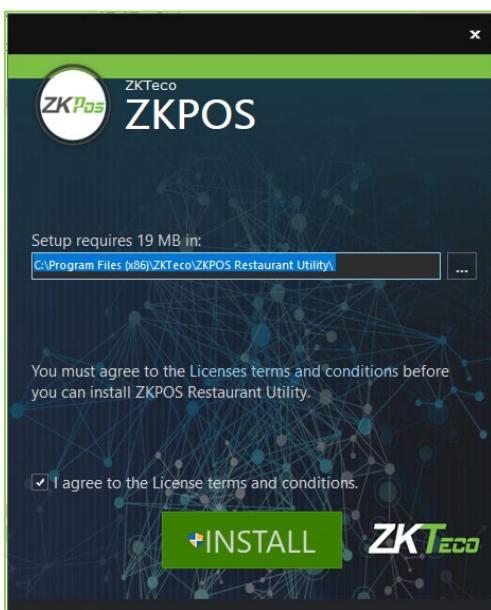 x
ZKPos
ZKTeco
ZKPOS
Setup requires 19 MB in:
C:\Program Files (x86)\ZKTeco\ZKPOS Restaurant Utility\
...
You must agree to the Licenses terms and conditions before
you can install ZKPOS Restaurant Utility.
I agree to the License terms and conditions.
INSTALL
ZKTeco